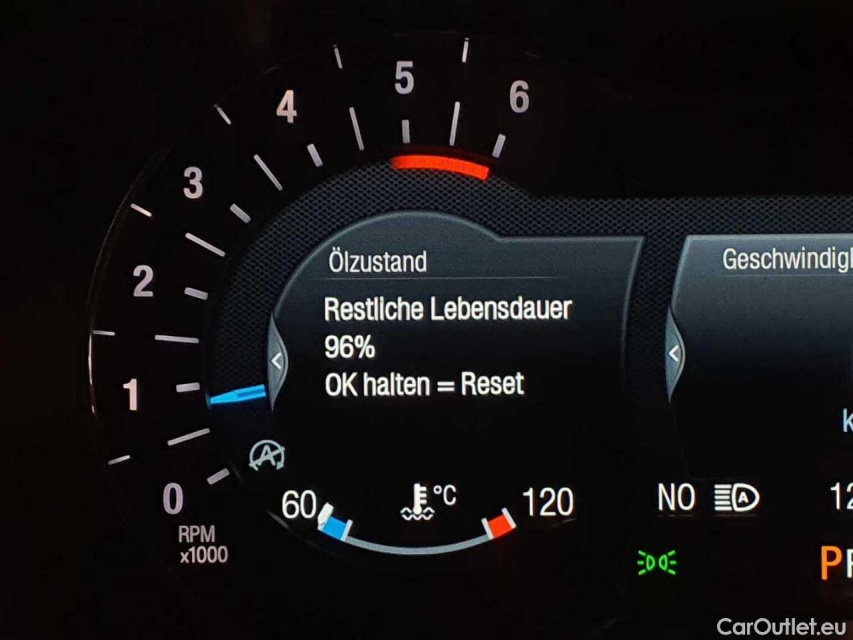 5
6
4
3
2
1
0
RPM
x1000
Ölzustand
Restliche Lebensdauer
96%
OK halten = Reset
60
°C
120
NO
CarOutlet.eu